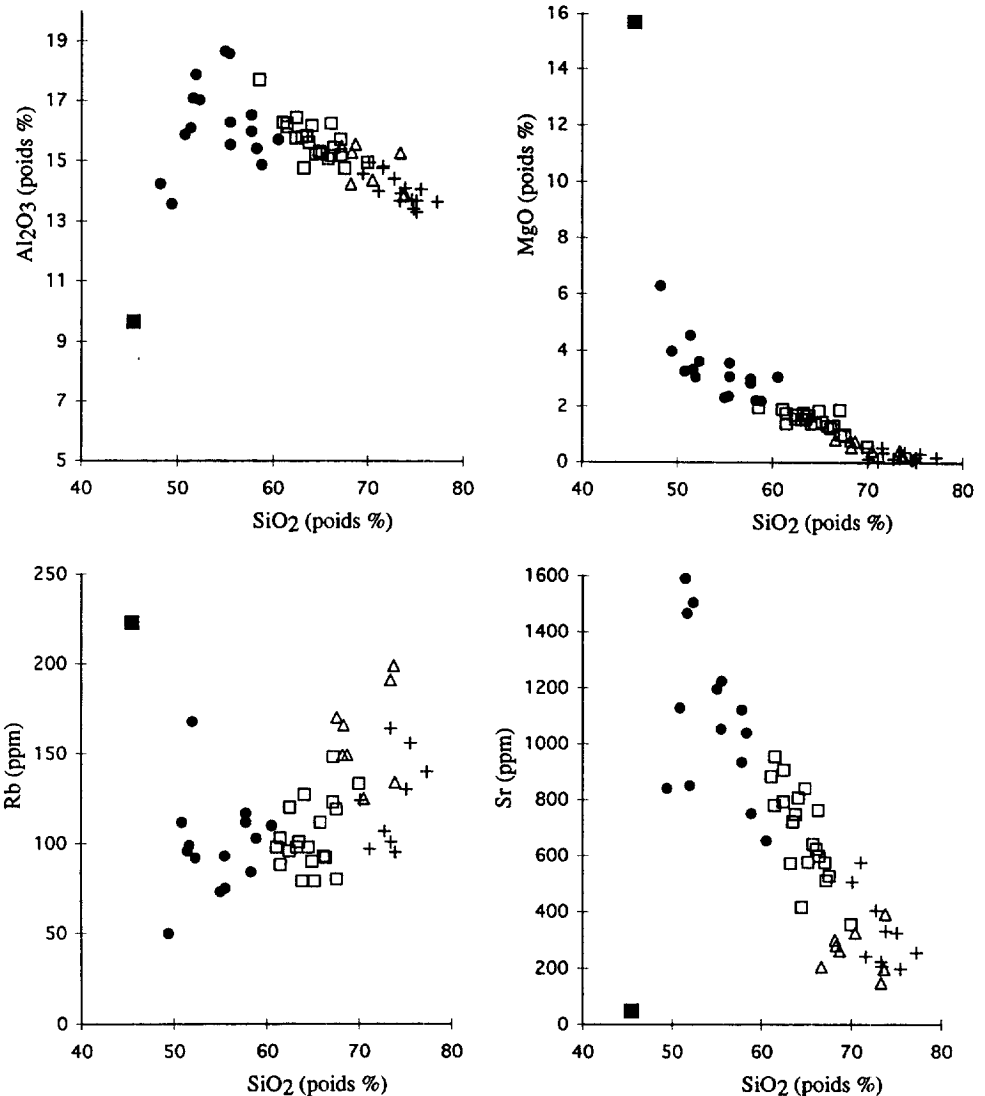 19
17
15
13
11
9
7
5
Al2O3 (poids %)
40 50 60 70 80
SiO2 (poids %)
16
14
12
10
8
6
4
2
0
MgO (poids %)
40 50 60 70 80
SiO2 (poids %)
250
200
150
100
50
0
Rb (ppm)
40 50 60 70 80
SiO2 (poids %)
1600
1400
1200
1000
800
600
400
200
0
Sr (ppm)
40 50 60 70 80
SiO2 (poids %)